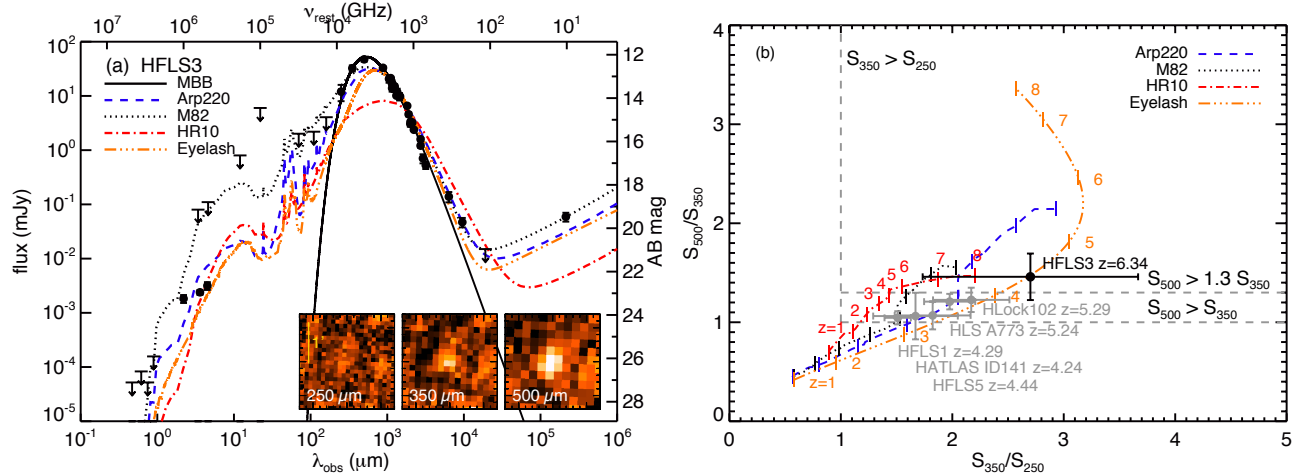 ν_rest (GHz)
10^7 10^6 10^5 10^4 10^3 10^2 10^1
(a) HFLS3
MBB
Arp220
M82
HR10
Eyelash
flux (mJy)
10^2
10^1
10^0
10^-1
10^-2
10^-3
10^-4
10^-5
12
14
16
18
20
22
24
26
28
AB mag
250 μm 350 μm 500 μm
10^-1 10^0 10^1 10^2 10^3 10^4 10^5 10^6
λ_obs (μm)
(b)
S_350 > S_250
Arp220
M82
HR10
Eyelash
S_500/S_350
4
3
2
1
0
8
7
6
5
4
3
2
z=1
z=1
2
3
4
5
6
7
8
HFLS3 z=6.34
S_500 > 1.3 S_350
S_500 > S_350
HLock102 z=5.29
HLS A773 z=5.24
HFLS1 z=4.29
HATLAS ID141 z=4.24
HFLS5 z=4.44
0 1 2 3 4 5
S_350/S_250